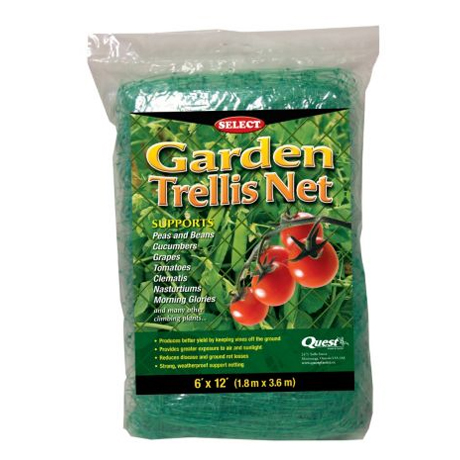 SELECT
Garden
Trellis Net
SUPPORTS
Peas and Beans
Cucumbers
Grapes
Tomatoes
Clematis
Nasturtiums
Morning Glories
and many other
climbing plants...
• Produces better yield by keeping vines off the ground
• Provides greater exposure to air and sunlight
• Reduces disease and ground rot losses
• Strong, weatherproof support netting
Quest
6' x 12' (1.8 m x 3.6 m)